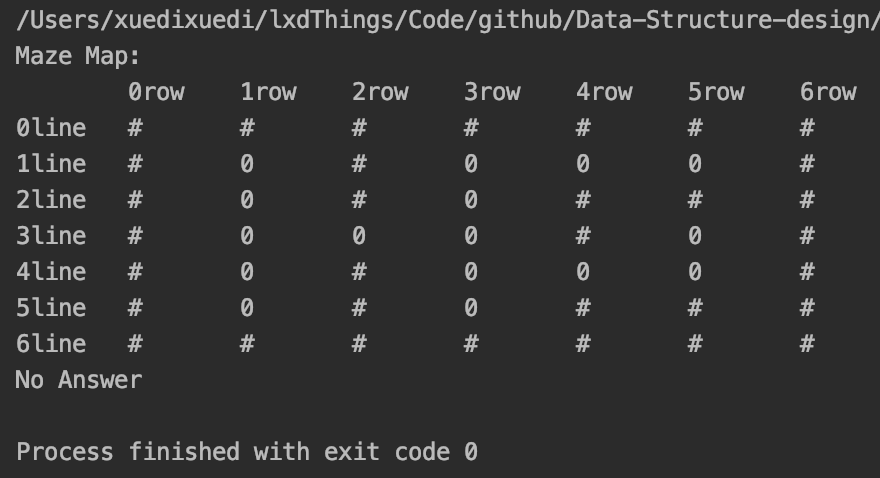 /Users/xuedixuedi/lxdThings/Code/github/Data-Structure-design/
Maze Map:
0row 1row 2row 3row 4row 5row 6row
0line # # # # # # #
1line # 0 # 0 0 0 #
2line # 0 # 0 # # #
3line # 0 0 0 # 0 #
4line # 0 # 0 0 0 #
5line # 0 # 0 # # #
6line # # # # # # #
No Answer
Process finished with exit code 0